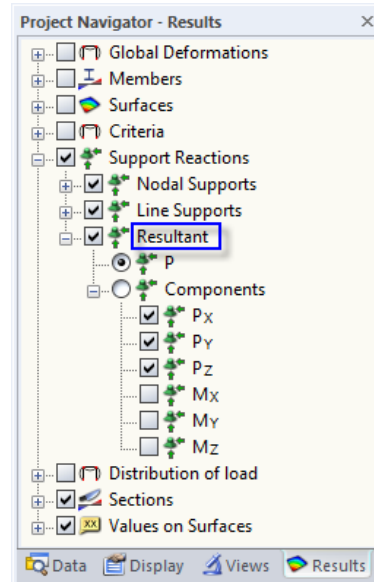 Project Navigator - Results
Global Deformations
Members
Surfaces
Criteria
Support Reactions
Nodal Supports
Line Supports
Resultant
P
Components
PX
PY
PZ
MX
MY
MZ
Distribution of load
Sections
xx Values on Surfaces
Data Display Views Results